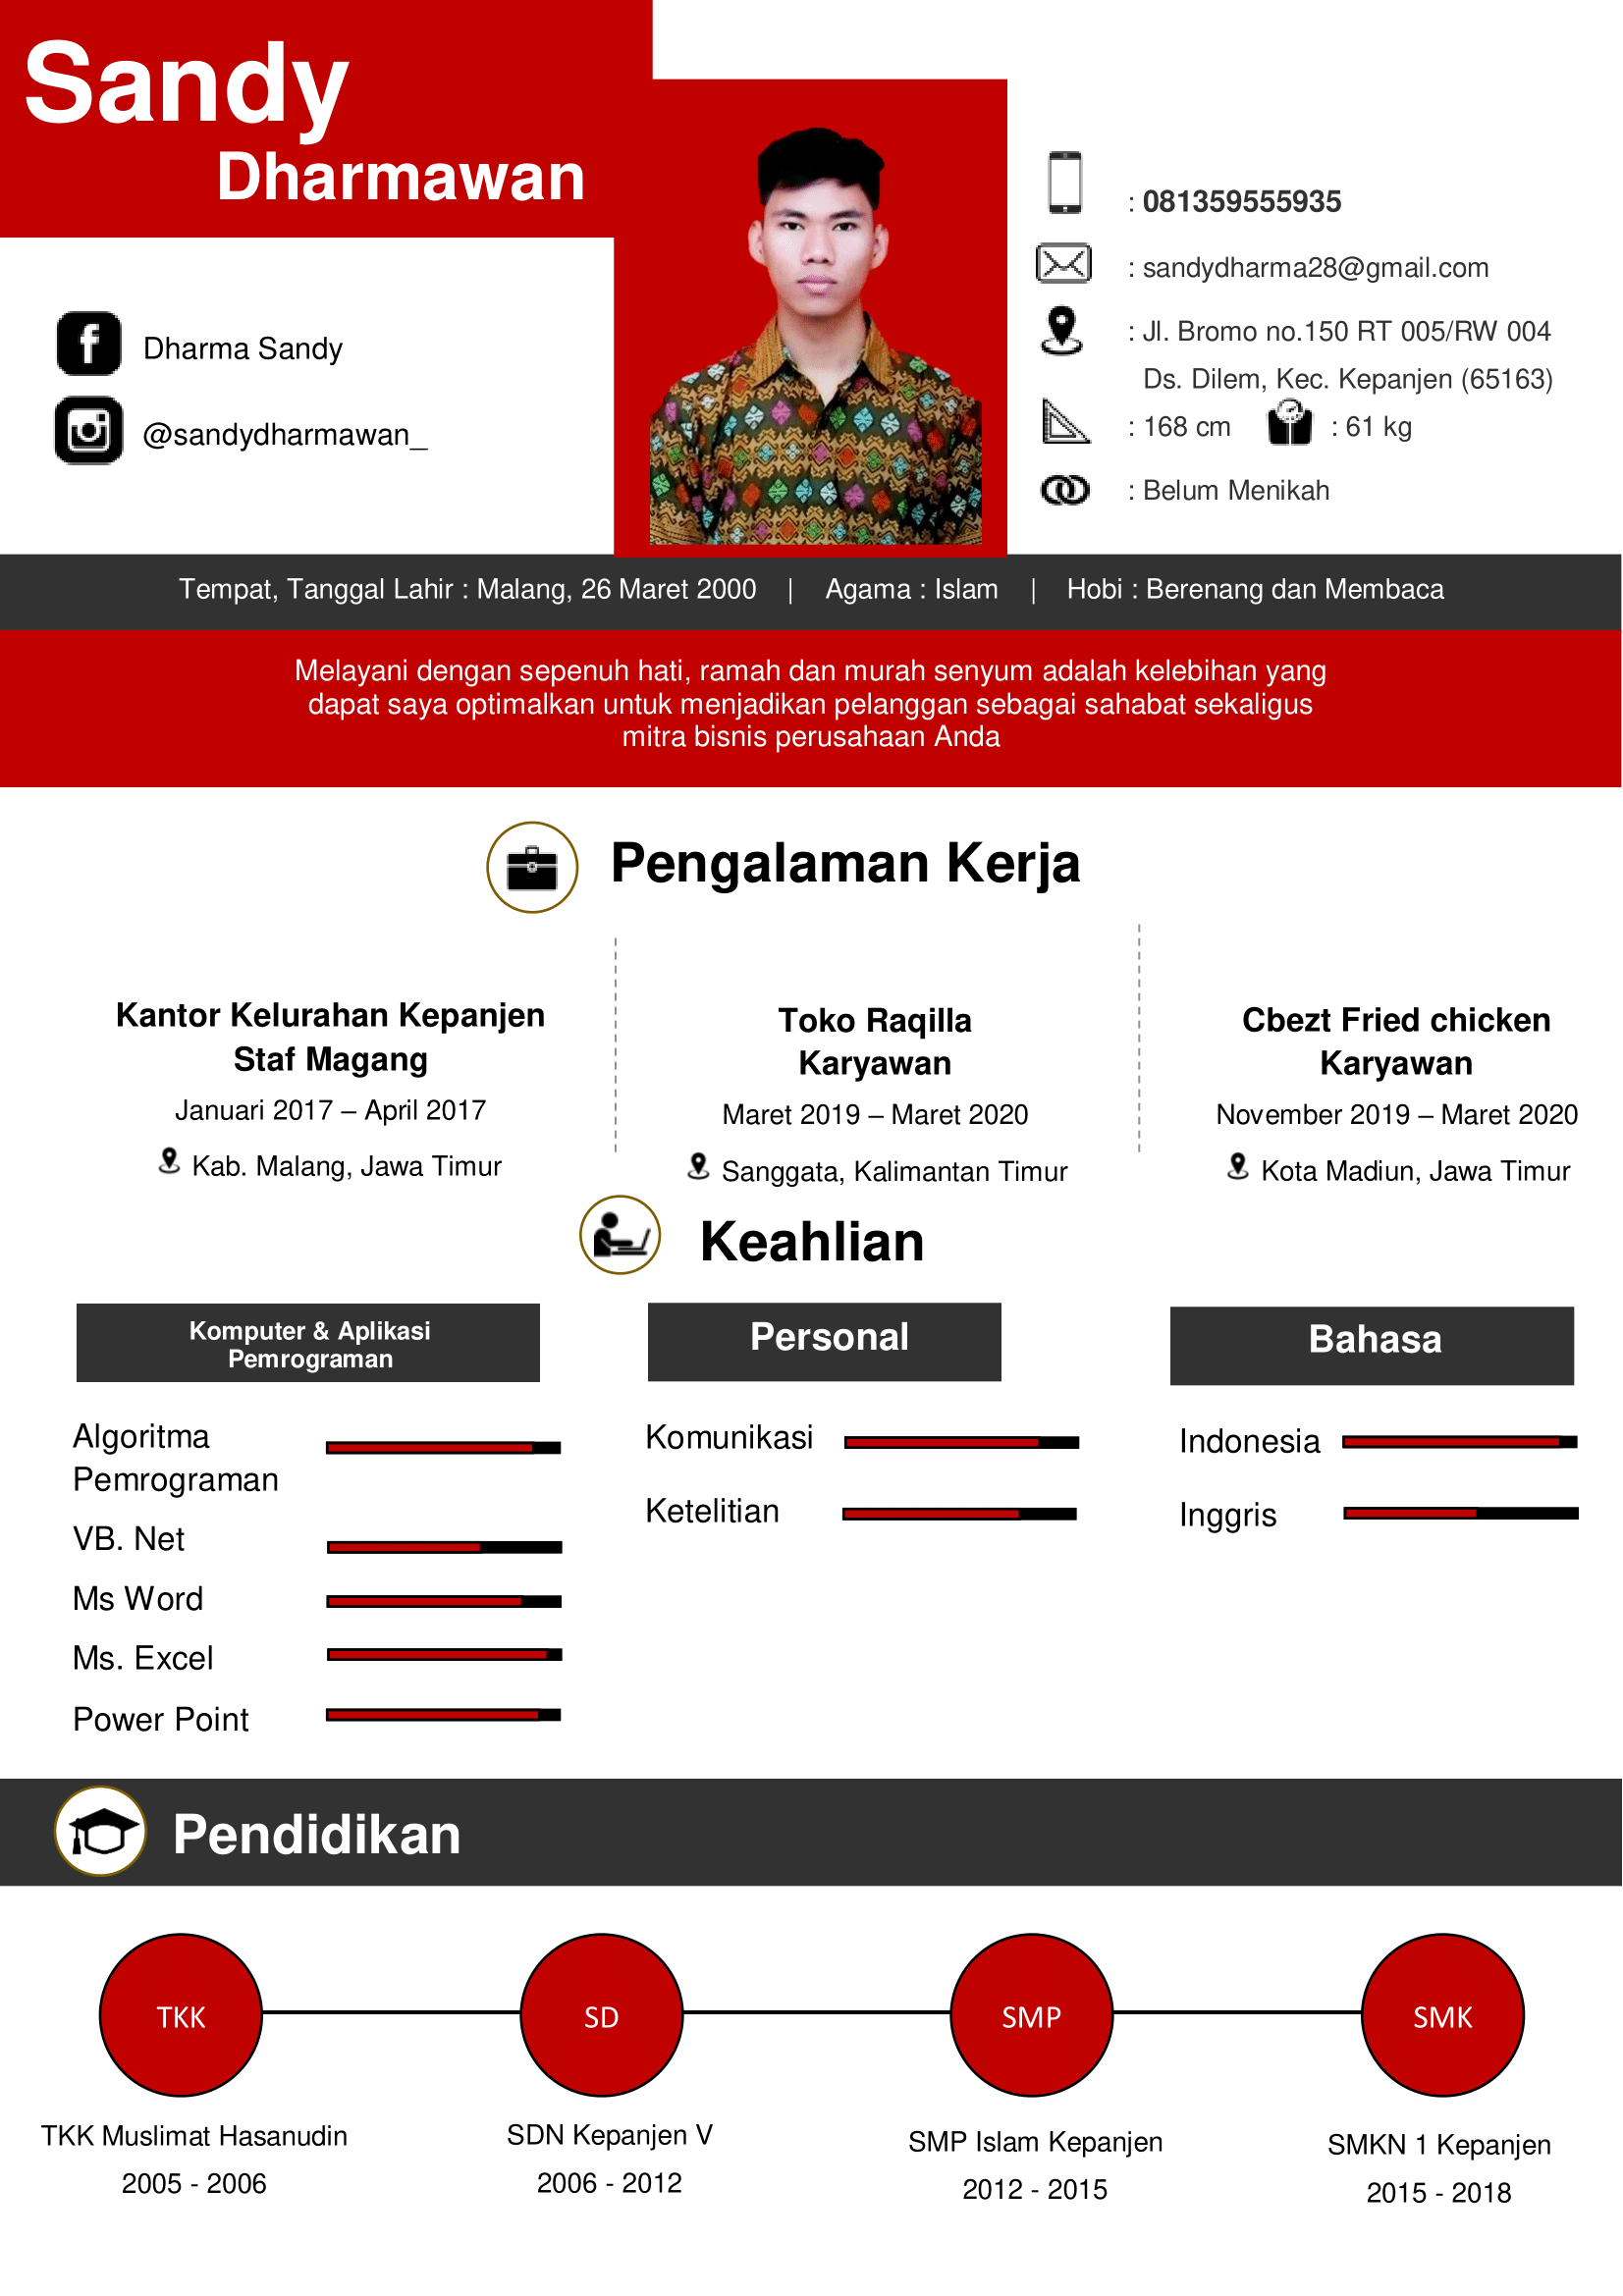 Sandy
Dharmawan
: 081359555935
: sandydharma28@gmail.com
: Jl. Bromo no.150 RT 005/RW 004
Ds. Dilem, Kec. Kepanjen (65163)
: 168 cm : 61 kg
: Belum Menikah
Dharma Sandy
@sandydharmawan_
Tempat, Tanggal Lahir : Malang, 26 Maret 2000 | Agama : Islam | Hobi : Berenang dan Membaca
Melayani dengan sepenuh hati, ramah dan murah senyum adalah kelebihan yang
dapat saya optimalkan untuk menjadikan pelanggan sebagai sahabat sekaligus
mitra bisnis perusahaan Anda
Pengalaman Kerja
Kantor Kelurahan Kepanjen
Staf Magang
Januari 2017 – April 2017
Kab. Malang, Jawa Timur
Toko Raqilla
Karyawan
Maret 2019 – Maret 2020
Sanggata, Kalimantan Timur
Cbezt Fried chicken
Karyawan
November 2019 – Maret 2020
Kota Madiun, Jawa Timur
Keahlian
Komputer & Aplikasi
Pemrograman
Algoritma
Pemrograman
VB. Net
Ms Word
Ms. Excel
Power Point
Personal
Komunikasi
Ketelitian
Bahasa
Indonesia
Inggris
Pendidikan
TKK
TKK Muslimat Hasanudin
2005 - 2006
SD
SDN Kepanjen V
2006 - 2012
SMP
SMP Islam Kepanjen
2012 - 2015
SMK
SMKN 1 Kepanjen
2015 - 2018